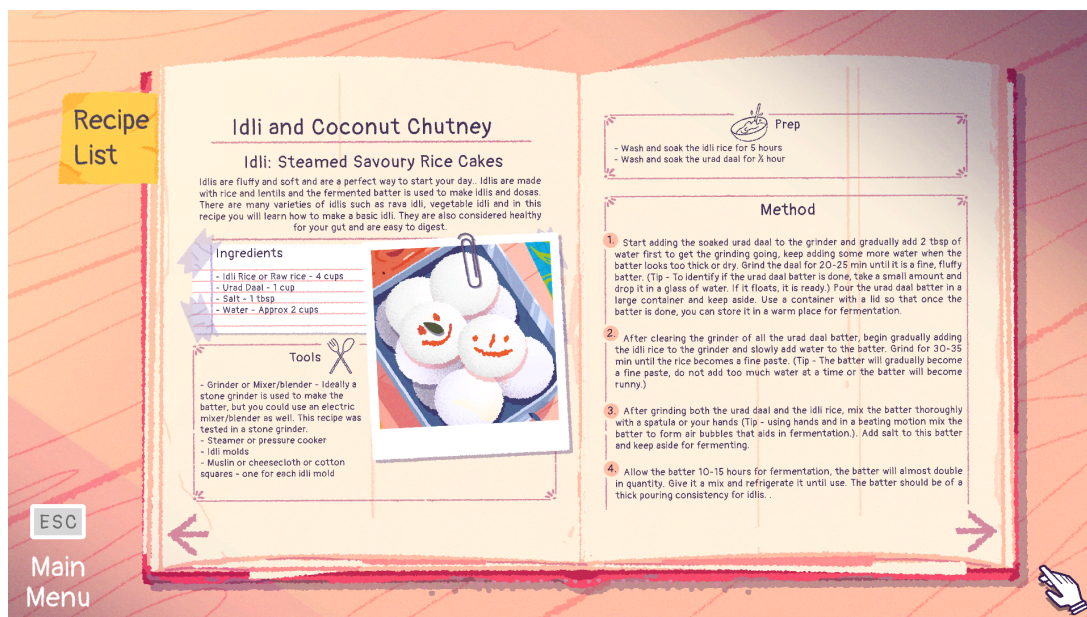 Recipe
List
Idli and Coconut Chutney
Idli: Steamed Savoury Rice Cakes
Idlis are fluffy and soft and are a perfect way to start your day.. Idlis are made
with rice and lentils and the fermented batter is used to make idlis and dosas.
There are many varieties of idlis such as rava idli, vegetable idli and in this
recipe you will learn how to make a basic idli. They are also considered healthy
for your gut and are easy to digest.
Ingredients
- Idli Rice or Raw rice - 4 cups
- Urad Daal - 1 cup
- Salt - 1 tbsp
- Water - Approx 2 cups
Tools
- Grinder or Mixer/blender - Ideally a
stone grinder is used to make the
batter, but you could use an electric
mixer/blender as well. This recipe was
tested in a stone grinder.
- Steamer or pressure cooker
- Idli molds
- Muslin or cheesecloth or cotton
squares - one for each idli mold
Prep
- Wash and soak the idli rice for 5 hours
- Wash and soak the urad daal for ½ hour
Method
1. Start adding the soaked urad daal to the grinder and gradually add 2 tbsp of
water first to get the grinding going, keep adding some more water when the
batter looks too thick or dry. Grind the daal for 20-25 min until it is a fine, fluffy
batter. (Tip - To identify if the urad daal batter is done, take a small amount and
drop it in a glass of water. If it floats, it is ready.) Pour the urad daal batter in a
large container and keep aside. Use a container with a lid so that once the
batter is done, you can store it in a warm place for fermentation.
2. After clearing the grinder of all the urad daal batter, begin gradually adding
the idli rice to the grinder and slowly add water to the batter. Grind for 30-35
min until the rice becomes a fine paste. (Tip - The batter will gradually become
a fine paste, do not add too much water at a time or the batter will become
runny.)
3. After grinding both the urad daal and the idli rice, mix the batter thoroughly
with a spatula or your hands (Tip - using hands and in a beating motion mix the
batter to form air bubbles that aids in fermentation.). Add salt to this batter
and keep aside for fermenting.
4. Allow the batter 10-15 hours for fermentation, the batter will almost double
in quantity. Give it a mix and refrigerate it until use. The batter should be of a
thick pouring consistency for idlis. .
ESC
Main
Menu